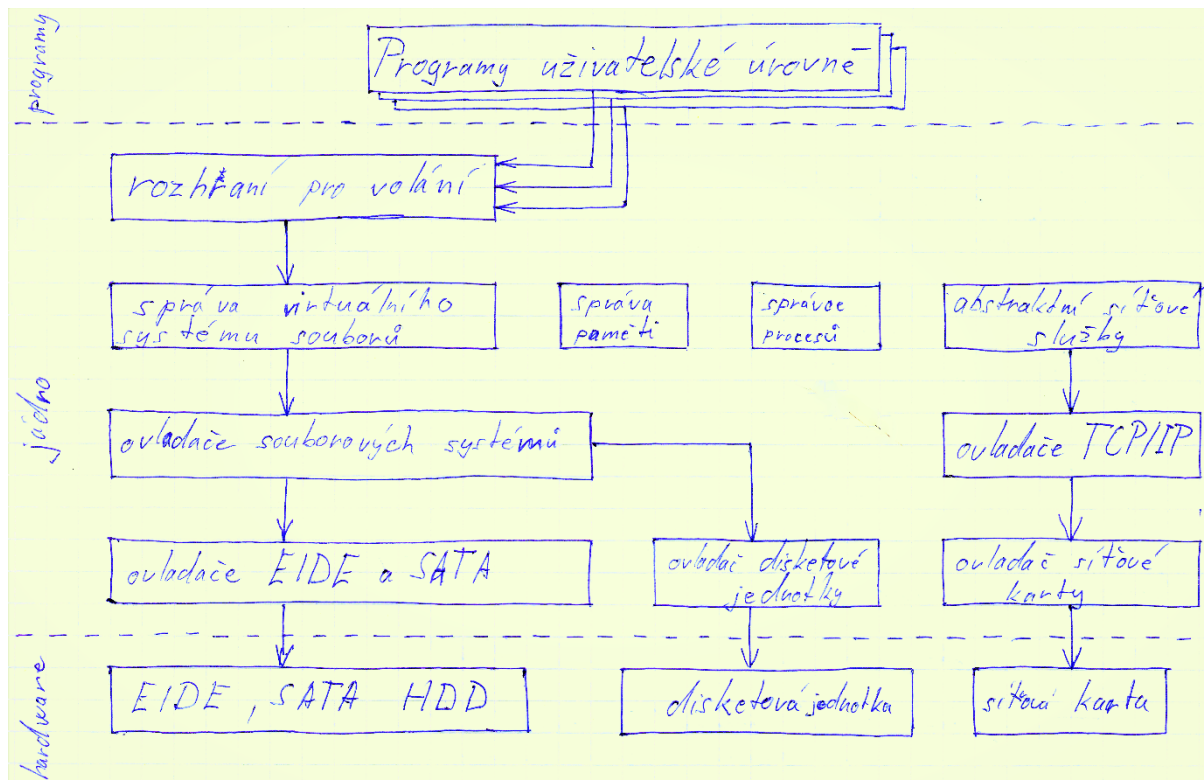 programy
Programy uživatelské úrovně
rozhřaní pro volání
správa virtuálního
systému souborů
správa
paměti
správce
procesů
abstraktní síťové
služby
jádro
ovladače souborových systémů
ovladače TCP/IP
ovladače EIDE a SATA
ovladač disketové
jednotky
ovladač síťové
karty
hardware
EIDE, SATA HDD
disketová jednotka
síťová karta